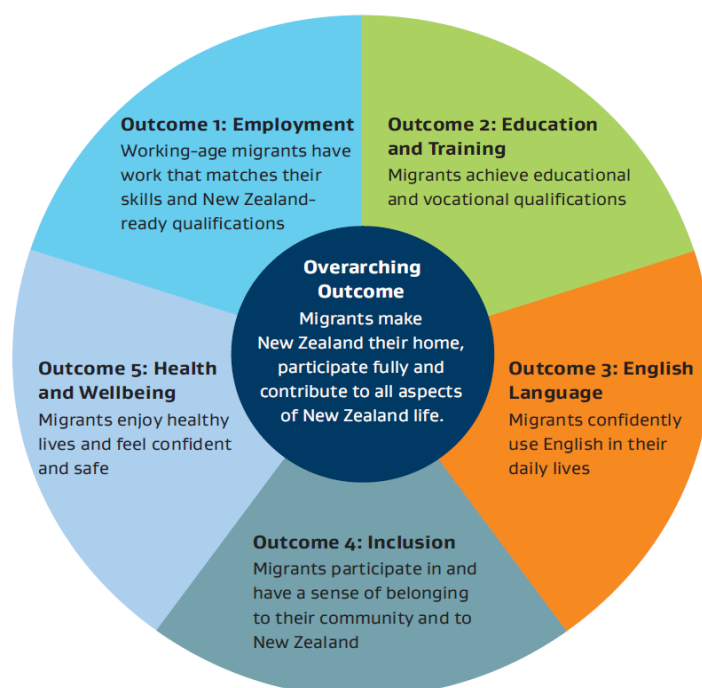 Outcome 1: Employment
Working-age migrants have
work that matches their
skills and New Zealand-
ready qualifications
Outcome 2: Education
and Training
Migrants achieve educational
and vocational qualifications
Overarching
Outcome
Migrants make
New Zealand their home,
participate fully and
contribute to all aspects
of New Zealand life.
Outcome 5: Health
and Wellbeing
Migrants enjoy healthy
lives and feel confident
and safe
Outcome 3: English
Language
Migrants confidently
use English in their
daily lives
Outcome 4: Inclusion
Migrants participate in and
have a sense of belonging
to their community and to
New Zealand